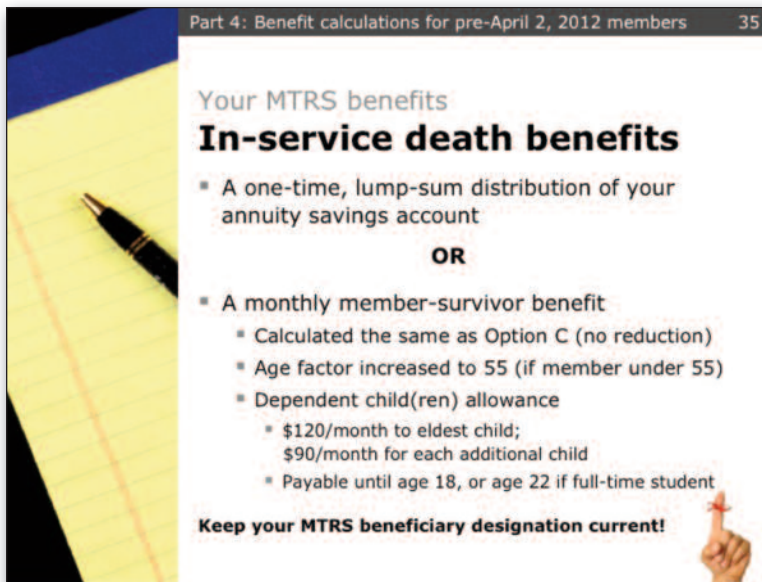 Part 4: Benefit calculations for pre-April 2, 2012 members 35
Your MTRS benefits
In-service death benefits
▪ A one-time, lump-sum distribution of your
annuity savings account
OR
▪ A monthly member-survivor benefit
▪ Calculated the same as Option C (no reduction)
▪ Age factor increased to 55 (if member under 55)
▪ Dependent child(ren) allowance
▪ $120/month to eldest child;
$90/month for each additional child
▪ Payable until age 18, or age 22 if full-time student
Keep your MTRS beneficiary designation current!